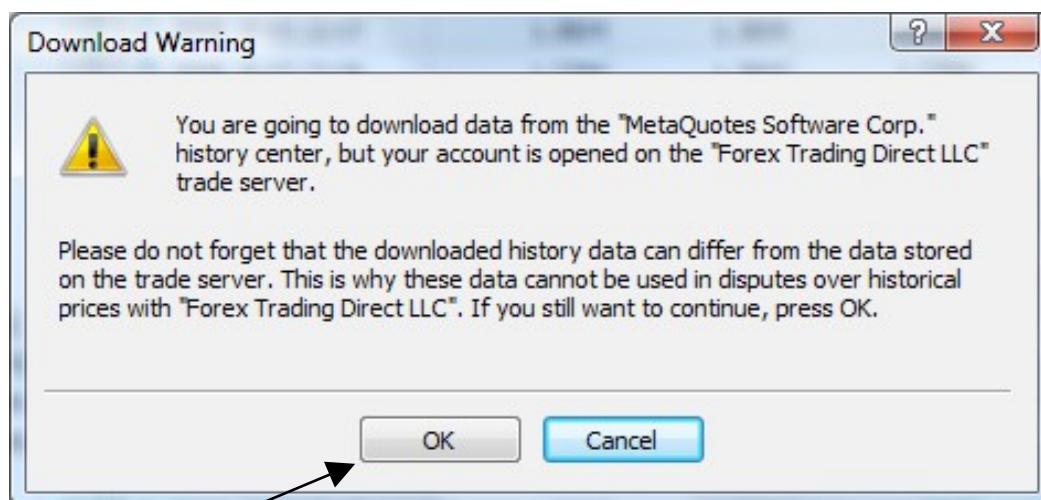 Download Warning
You are going to download data from the "MetaQuotes Software Corp."
history center, but your account is opened on the "Forex Trading Direct LLC"
trade server.
Please do not forget that the downloaded history data can differ from the data stored
on the trade server. This is why these data cannot be used in disputes over historical
prices with "Forex Trading Direct LLC". If you still want to continue, press OK.
OK Cancel